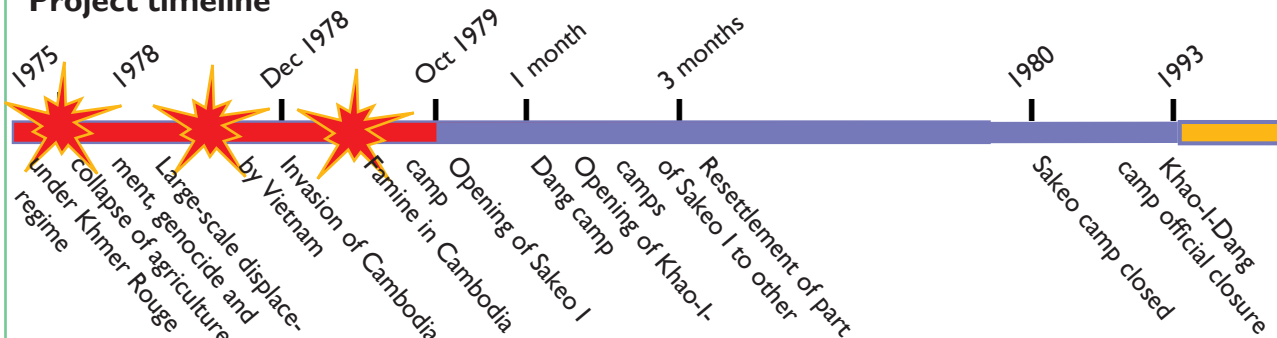 Project timeline
1975
1978
Dec 1978
Oct 1979
1 month
3 months
1980
1993
Large-scale displace-
ment, genocide and
collapse of agriculture
under Khmer Rouge
regime
Invasion of Cambodia
by Vietnam
Famine in Cambodia
Opening of Sakeo I
camp
Opening of Khao-I-
Dang camp
Resettlement of part
of Sakeo I to other
camps
Sakeo camp closed
Khao-I-Dang
camp official closure